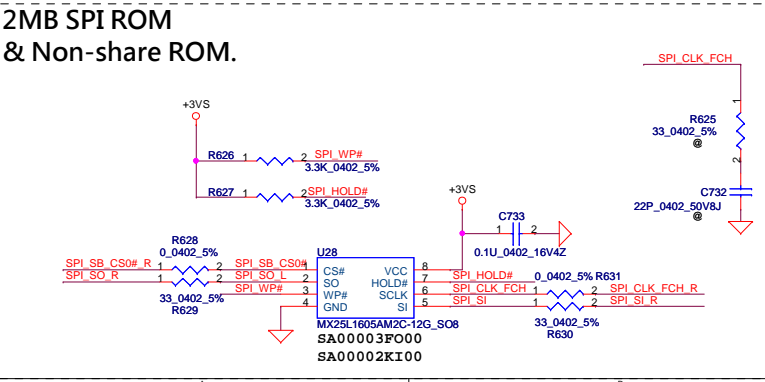 2MB SPI ROM
& Non-share ROM.
SPI_CLK_FCH
1
R625
33_0402_5%
@
2
C732
22P_0402_50V8J
@
+3VS
R626 1 2 SPI_WP#
3.3K_0402_5%
R627 1 2 SPI_HOLD#
3.3K_0402_5%
+3VS
C733
1 2
0.1U_0402_16V4Z
R628
0_0402_5%
U28
SPI_SB_CS0#_R 1 2 SPI_SB_CS0# 1 CS# VCC 8
SPI_SO_R 1 2 SPI_SO_L 2 SO HOLD# 7 SPI_HOLD# 0_0402_5% R631
SPI_WP# 3 WP# SCLK 6 SPI_CLK_FCH 1 2 SPI_CLK_FCH_R
4 GND SI 5 SPI_SI 1 2 SPI_SI_R
33_0402_5%
R629
33_0402_5%
R630
MX25L1605AM2C-12G_SO8
SA00003FO00
SA00002KI00